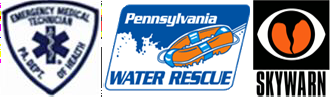 EMERGENCY MEDICAL
TECHNICIAN
PA. DEPT.
OF HEALTH
Pennsylvania
WATER RESCUE
SKYWARN